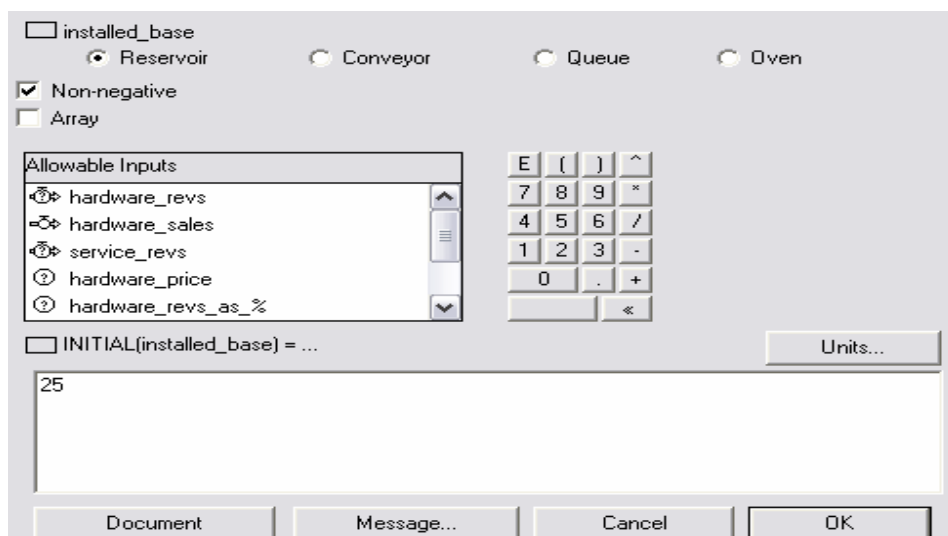 installed_base
Reservoir Conveyor Queue Oven
Non-negative
Array
Allowable Inputs
hardware_revs
hardware_sales
service_revs
hardware_price
hardware_revs_as_%
E ( ) ^
7 8 9 *
4 5 6 /
1 2 3 -
0 . +
«
INITIAL(installed_base) = ...
Units...
25
Document Message... Cancel OK